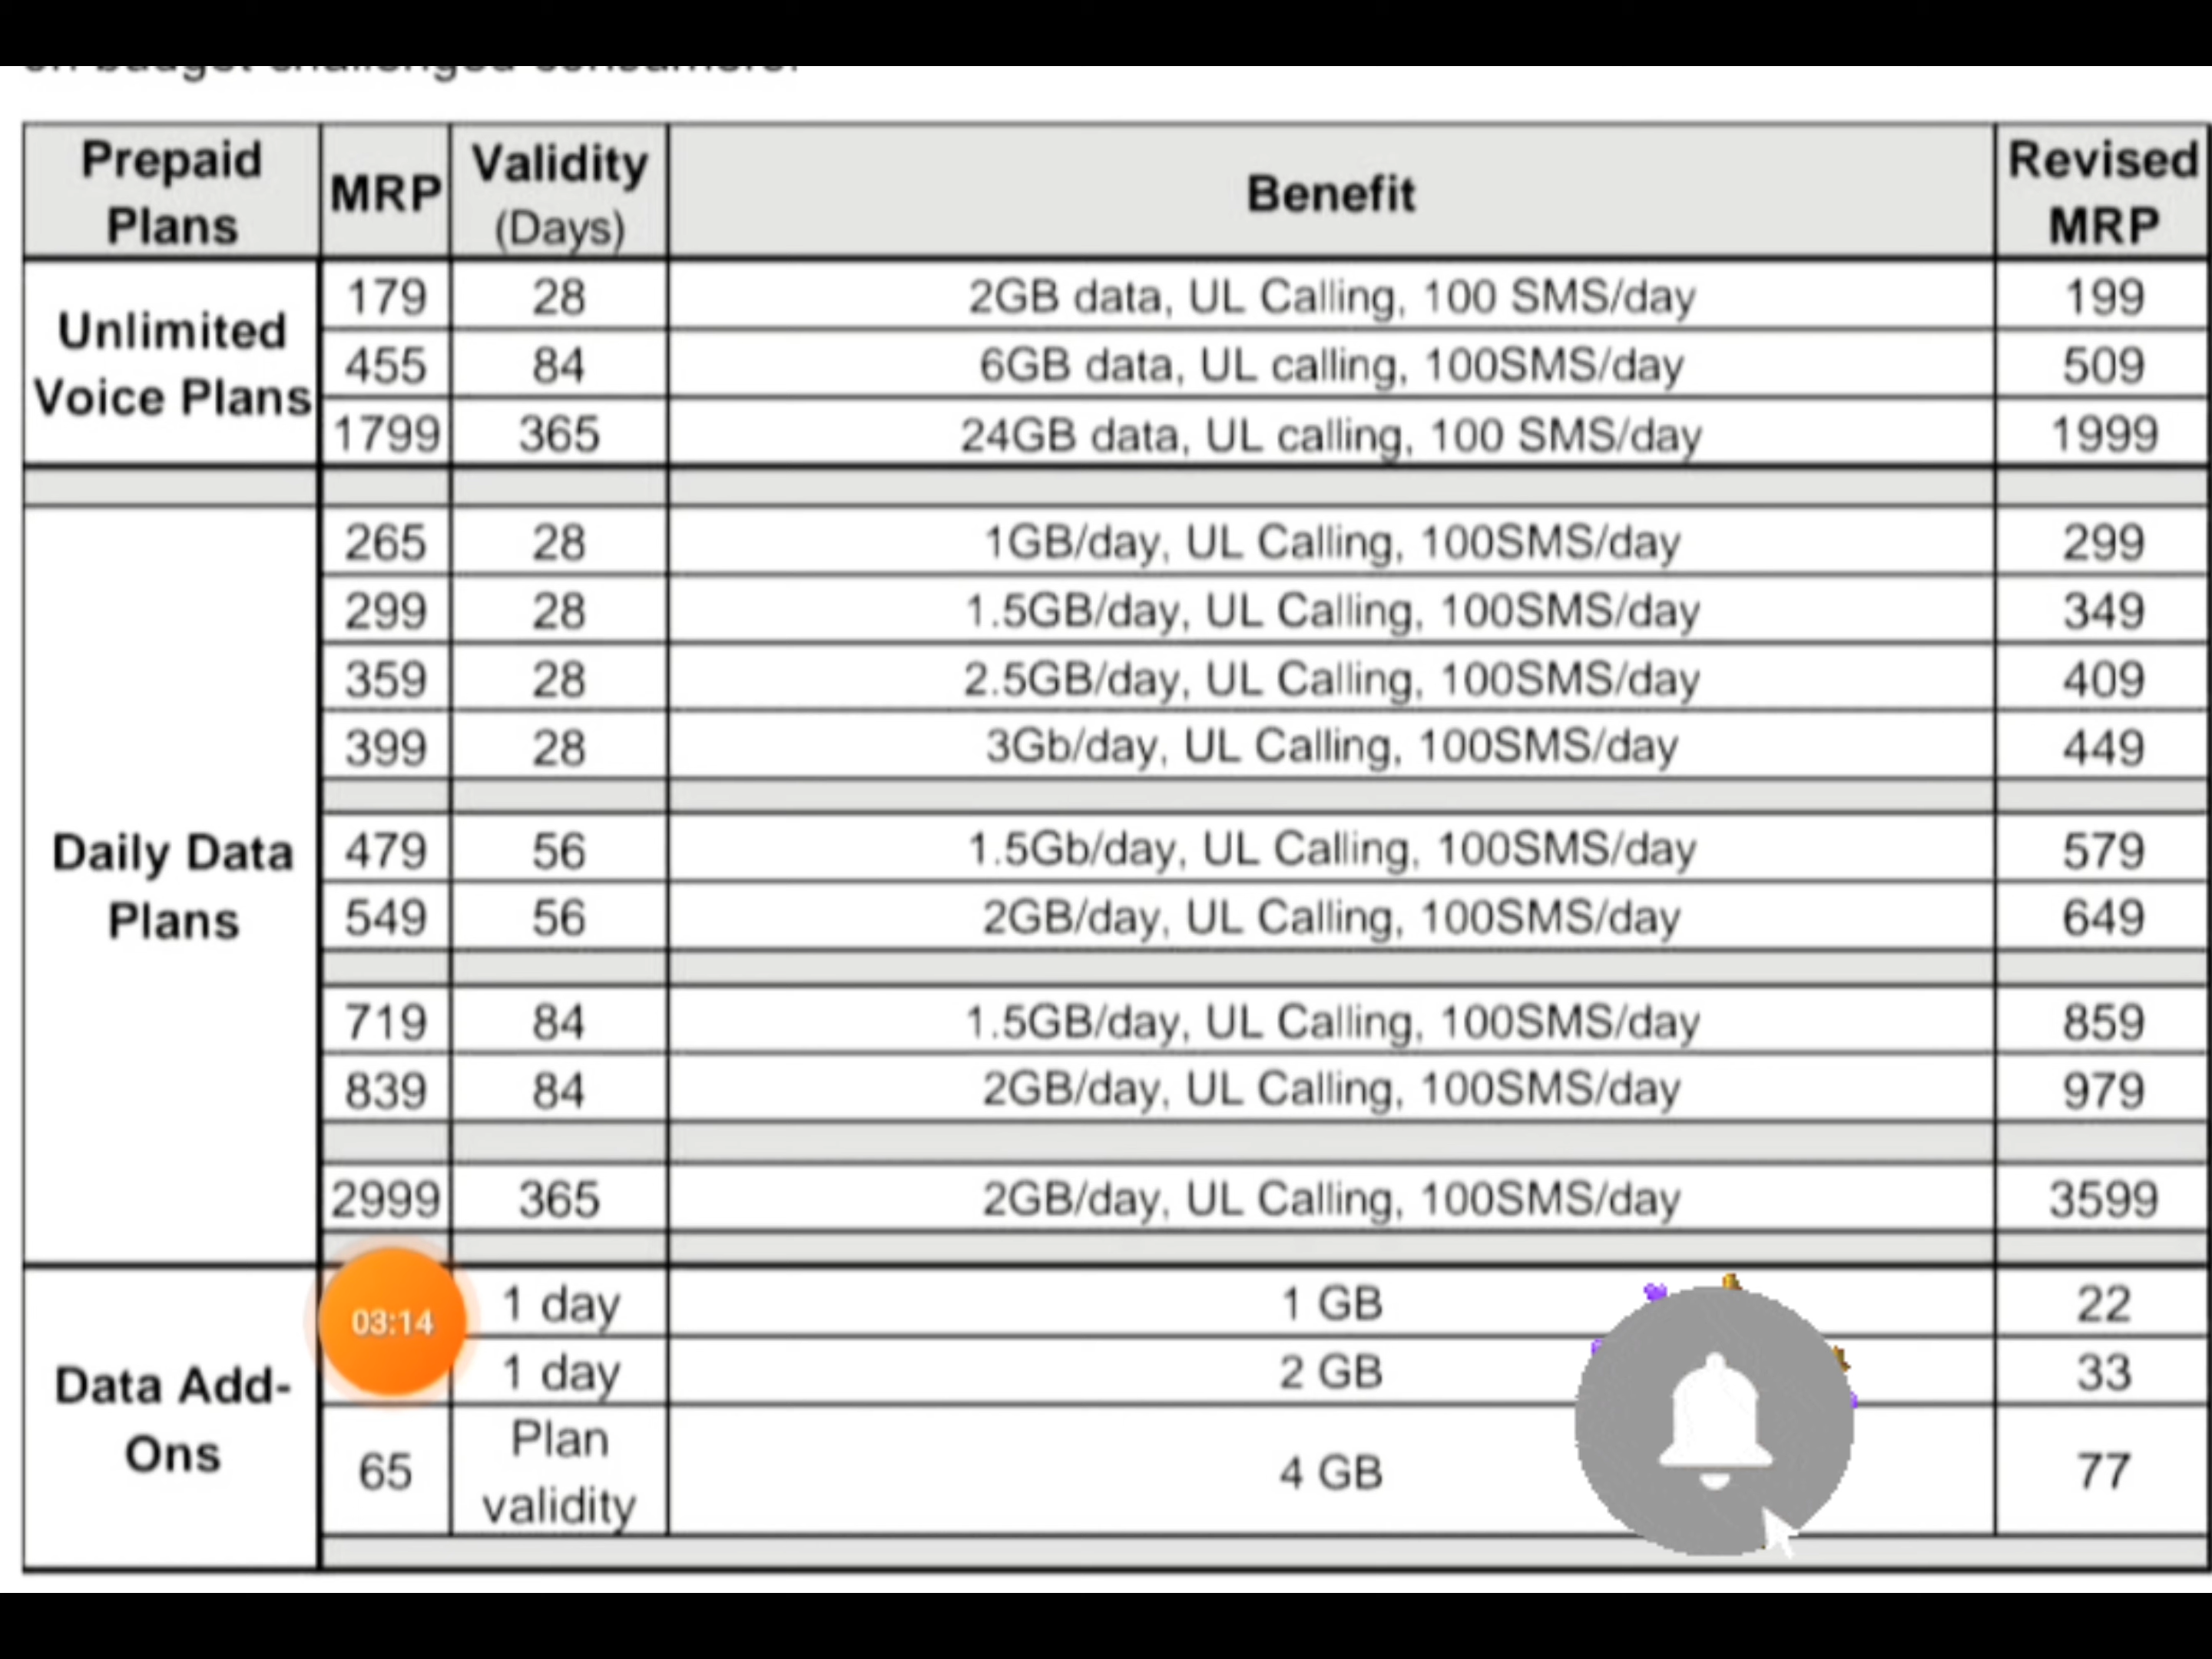 Prepaid Plans MRP Validity (Days) Benefit Revised MRP
Unlimited Voice Plans
179 28 2GB data, UL Calling, 100 SMS/day 199
455 84 6GB data, UL calling, 100SMS/day 509
1799 365 24GB data, UL calling, 100 SMS/day 1999
Daily Data Plans
265 28 1GB/day, UL Calling, 100SMS/day 299
299 28 1.5GB/day, UL Calling, 100SMS/day 349
359 28 2.5GB/day, UL Calling, 100SMS/day 409
399 28 3Gb/day, UL Calling, 100SMS/day 449
479 56 1.5Gb/day, UL Calling, 100SMS/day 579
549 56 2GB/day, UL Calling, 100SMS/day 649
719 84 1.5GB/day, UL Calling, 100SMS/day 859
839 84 2GB/day, UL Calling, 100SMS/day 979
2999 365 2GB/day, UL Calling, 100SMS/day 3599
Data Add-Ons
03:14
1 day 1 GB 22
1 day 2 GB 33
65 Plan validity 4 GB 77